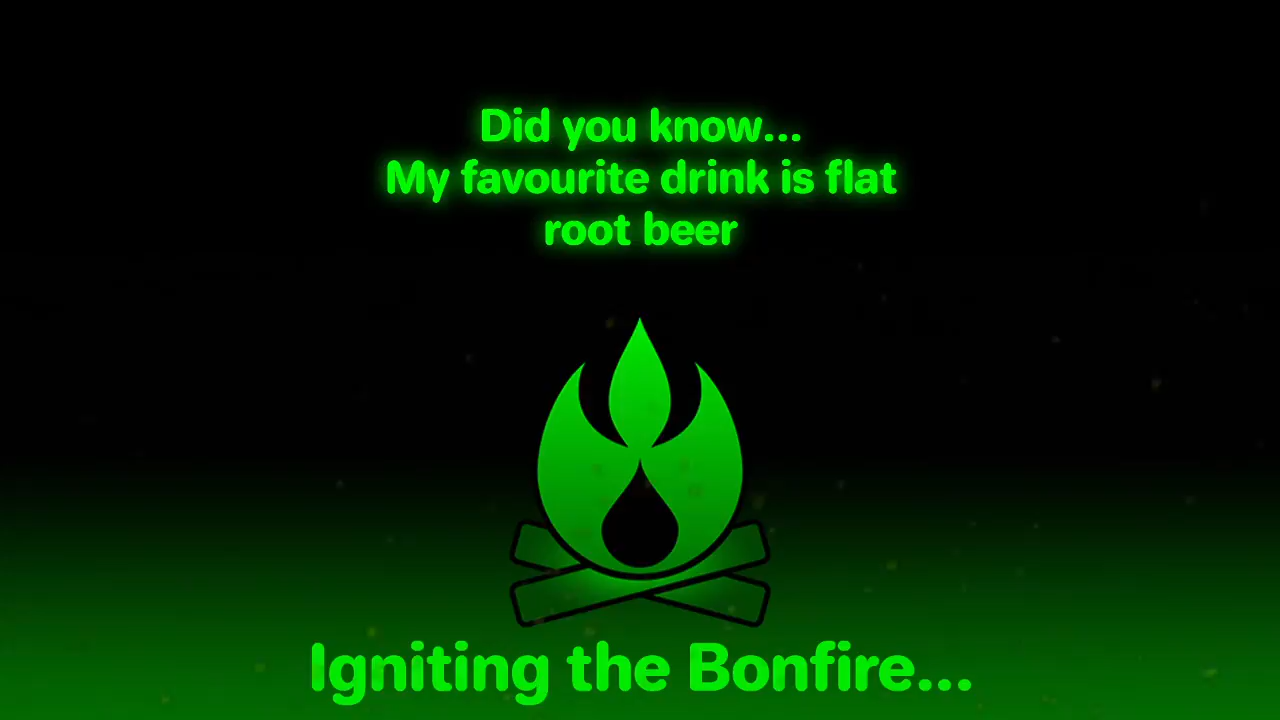 Did you know...
My favourite drink is flat
root beer
Igniting the Bonfire...